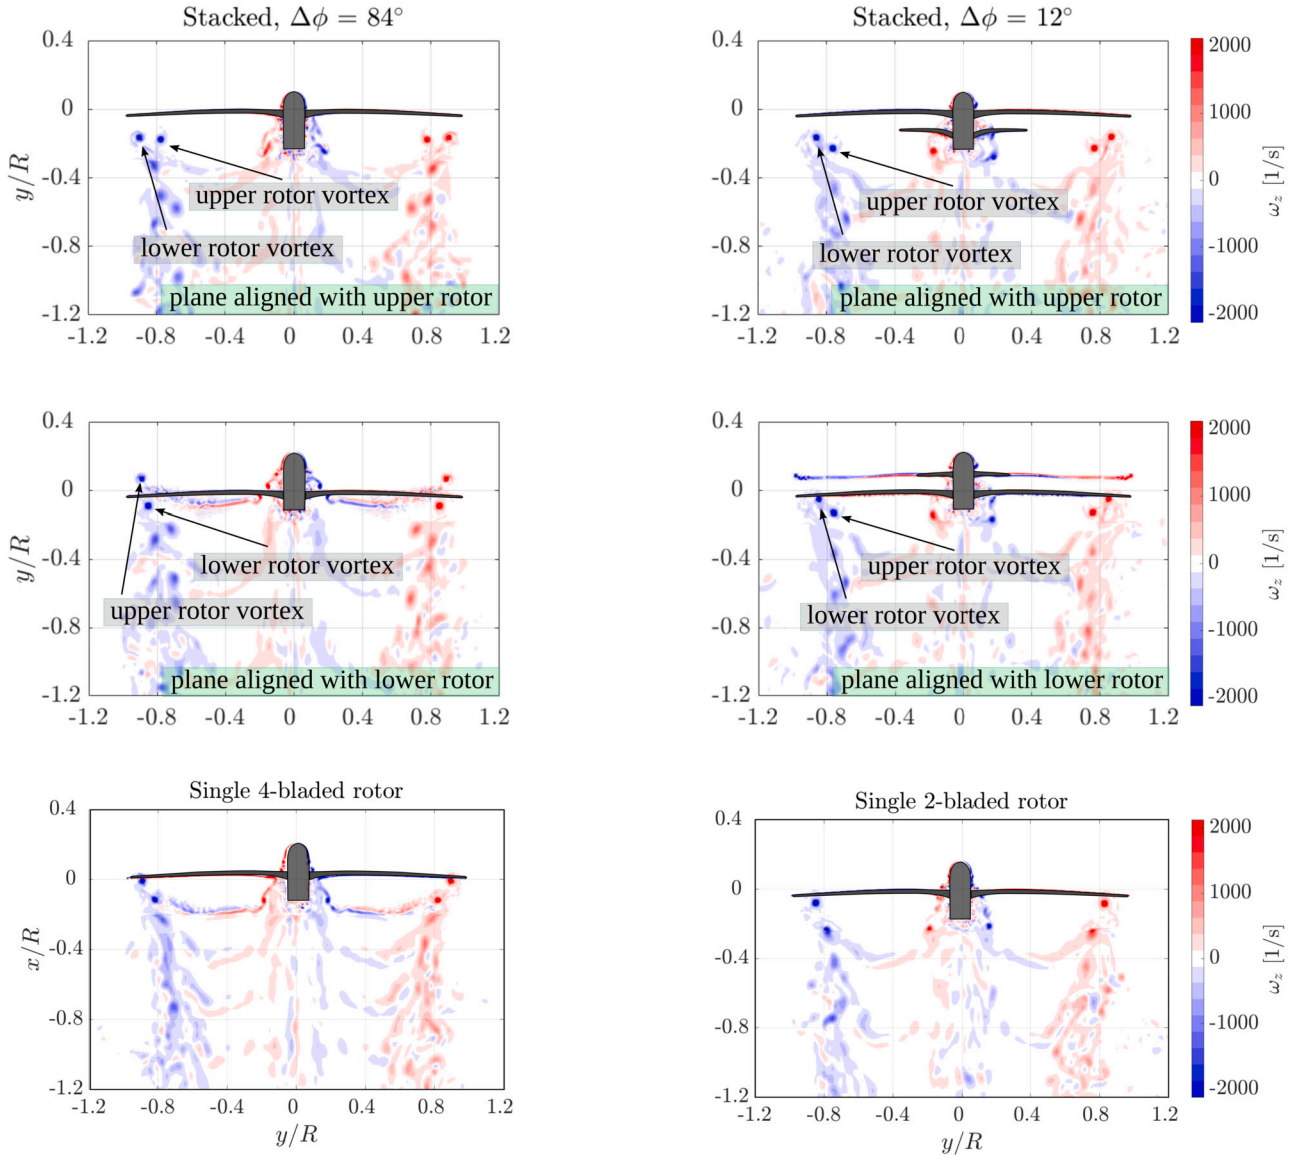 Stacked, Δϕ = 84°
Stacked, Δϕ = 12°
0.4
0
-0.4
-0.8
-1.2
y/R
upper rotor vortex
lower rotor vortex
plane aligned with upper rotor
-1.2 -0.8 -0.4 0 0.4 0.8 1.2
0.4
0
-0.4
-0.8
-1.2
upper rotor vortex
lower rotor vortex
plane aligned with upper rotor
-1.2 -0.8 -0.4 0 0.4 0.8 1.2
2000
1000
0
-1000
-2000
ω_z [1/s]
0.4
0
-0.4
-0.8
-1.2
y/R
lower rotor vortex
upper rotor vortex
plane aligned with lower rotor
-1.2 -0.8 -0.4 0 0.4 0.8 1.2
0.4
0
-0.4
-0.8
-1.2
upper rotor vortex
lower rotor vortex
plane aligned with lower rotor
-1.2 -0.8 -0.4 0 0.4 0.8 1.2
2000
1000
0
-1000
-2000
ω_z [1/s]
Single 4-bladed rotor
0.4
0
-0.4
-0.8
-1.2
x/R
-1.2 -0.8 -0.4 0 0.4 0.8 1.2
y/R
Single 2-bladed rotor
0.4
0
-0.4
-0.8
-1.2
-1.2 -0.8 -0.4 0 0.4 0.8 1.2
y/R
2000
1000
0
-1000
-2000
ω_z [1/s]